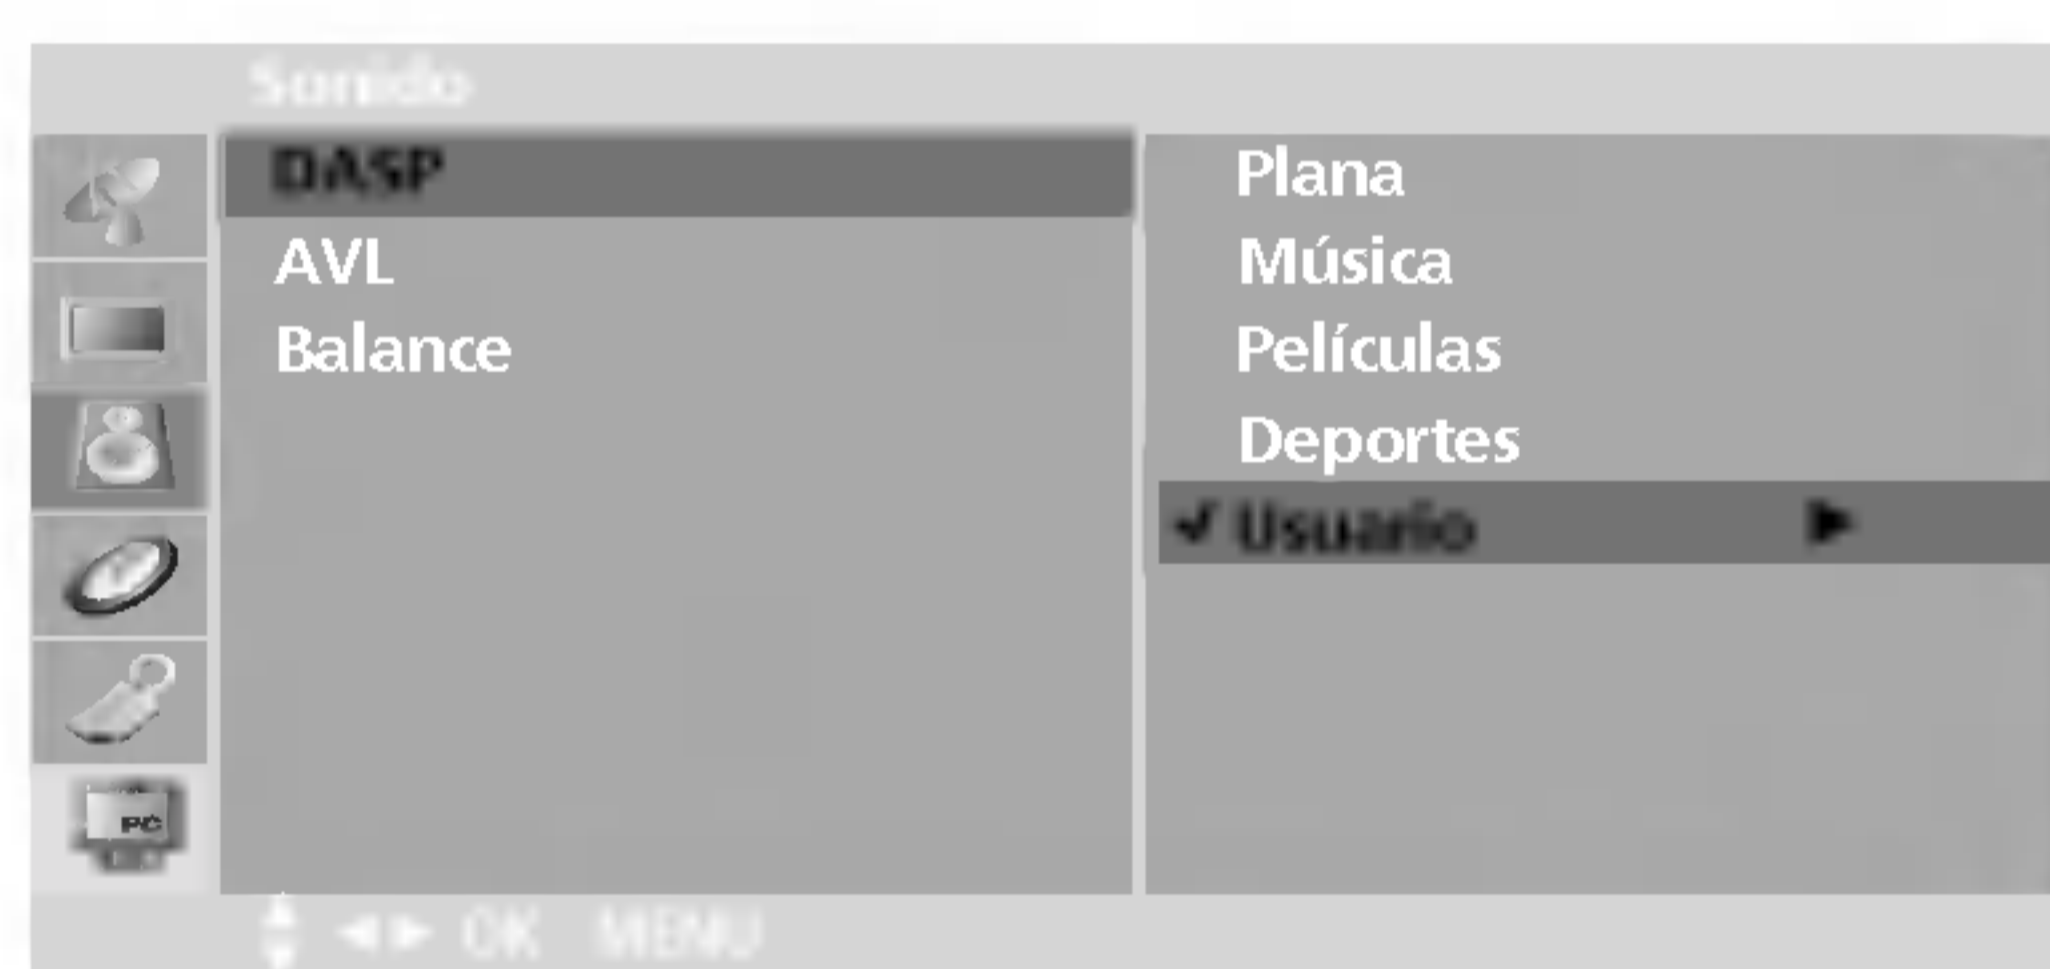 Sonido
DASP
AVL
Balance
Plana
Música
Películas
Deportes
✓ Usuario ▶
PC
▲▼ ◀▶ OK MENU